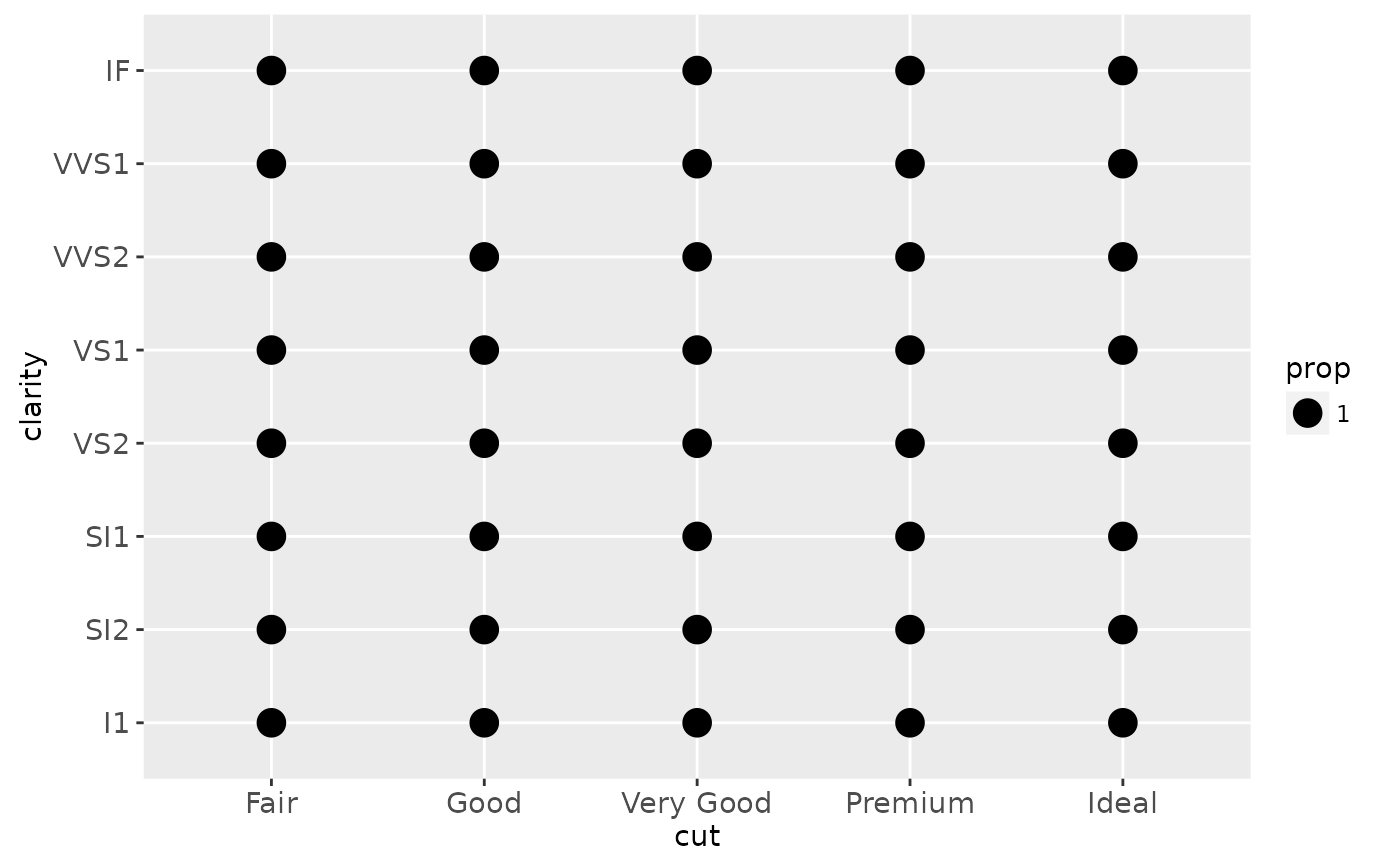 IF
VVS1
VVS2
VS1
VS2
SI1
SI2
I1
clarity
Fair Good Very Good Premium Ideal
cut
prop
1